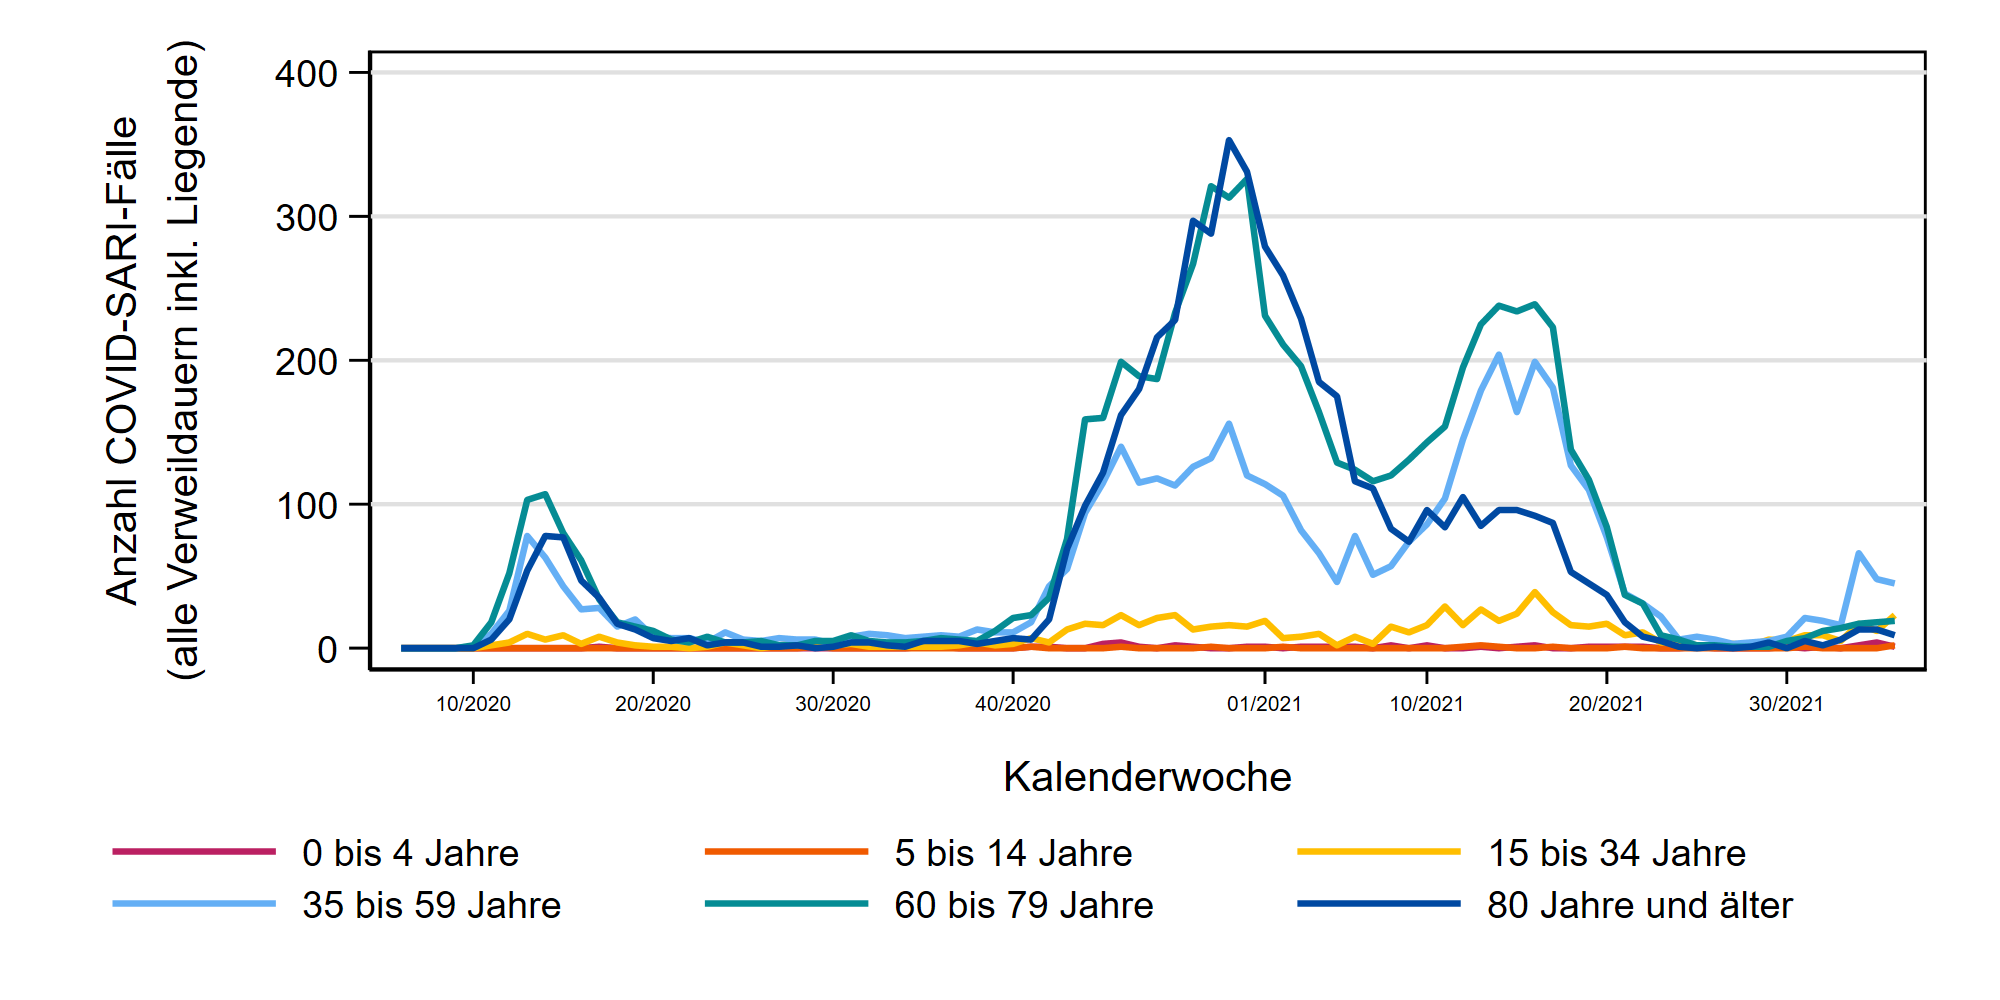 Anzahl COVID-SARI-Fälle
(alle Verweildauern inkl. Liegende)
400
300
200
100
0
10/2020 20/2020 30/2020 40/2020 01/2021 10/2021 20/2021 30/2021
Kalenderwoche
0 bis 4 Jahre 5 bis 14 Jahre 15 bis 34 Jahre
35 bis 59 Jahre 60 bis 79 Jahre 80 Jahre und älter